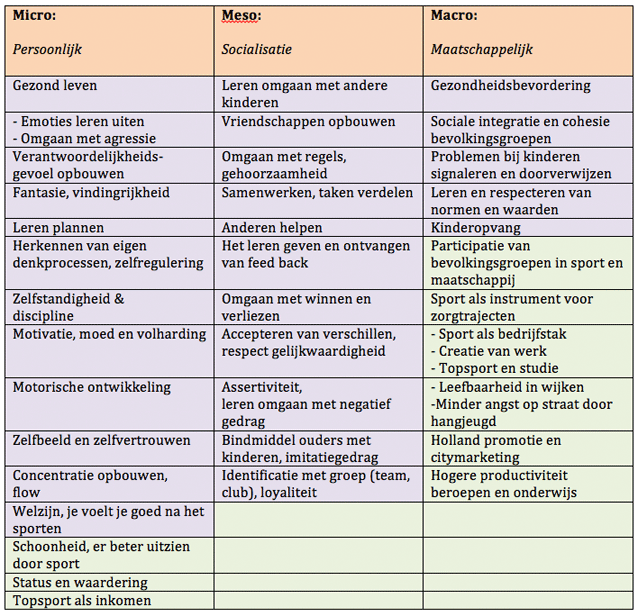 Micro:
Persoonlijk
Meso:
Socialisatie
Macro:
Maatschappelijk
Gezond leven
Leren omgaan met andere
kinderen
Gezondheidsbevordering
- Emoties leren uiten
- Omgaan met agressie
Vriendschappen opbouwen
Sociale integratie en cohesie
bevolkingsgroepen
Verantwoordelijkheids-
gevoel opbouwen
Omgaan met regels,
gehoorzaamheid
Problemen bij kinderen
signaleren en doorverwijzen
Fantasie, vindingrijkheid
Samenwerken, taken verdelen
Leren en respecteren van
normen en waarden
Leren plannen
Anderen helpen
Kinderopvang
Herkennen van eigen
denkprocessen, zelfregulering
Het leren geven en ontvangen
van feed back
Participatie van
bevolkingsgroepen in sport en
maatschappij
Zelfstandigheid &
discipline
Omgaan met winnen en
verliezen
Sport als instrument voor
zorgtrajecten
Motivatie, moed en volharding
Accepteren van verschillen,
respect gelijkwaardigheid
- Sport als bedrijfstak
- Creatie van werk
- Topsport en studie
Motorische ontwikkeling
Assertiviteit,
leren omgaan met negatief
gedrag
- Leefbaarheid in wijken
-Minder angst op straat door
hangjeugd
Zelfbeeld en zelfvertrouwen
Bindmiddel ouders met
kinderen, imitatiegedrag
Holland promotie en
citymarketing
Concentratie opbouwen,
flow
Identificatie met groep (team,
club), loyaliteit
Hogere productiviteit
beroepen en onderwijs
Welzijn, je voelt je goed na het
sporten
Schoonheid, er beter uitzien
door sport
Status en waardering
Topsport als inkomen